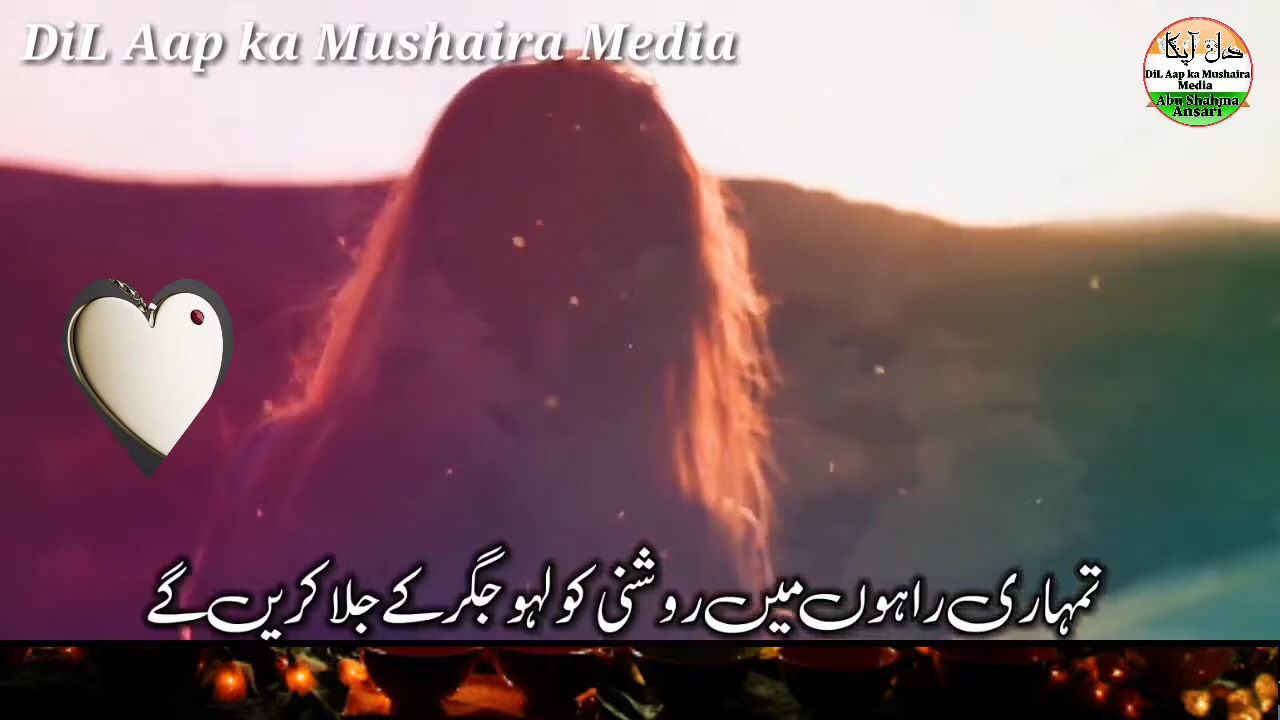 DiL Aap ka Mushaira Media
دل آپکا
DiL Aap ka Mushaira
Media
Abu Shahma
Ansari
تمہاری راہوں میں روشنی کو لہو جگر کے جلا کریں گے